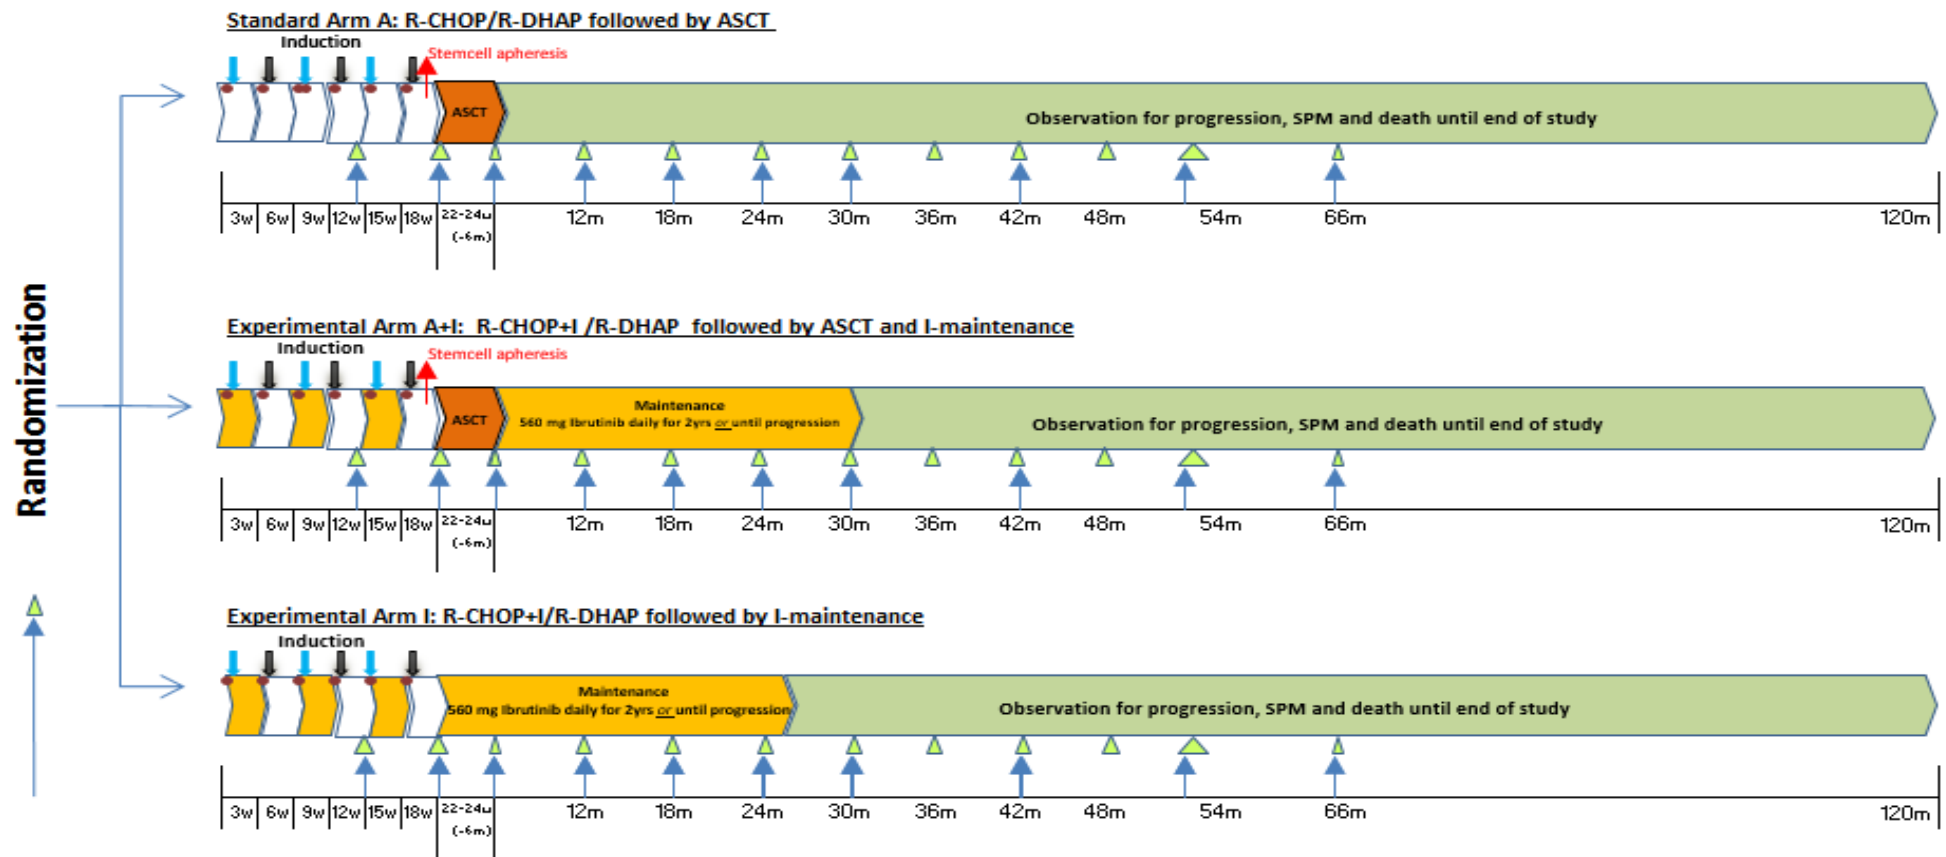 Standard Arm A: R-CHOP/R-DHAP followed by ASCT
Induction
Stemcell apheresis
ASCT
Observation for progression, SPM and death until end of study
3w 6w 9w 12w 15w 18w 22-24w 12m 18m 24m 30m 36m 42m 48m 54m 66m 120m
(-6m)
Randomization
Experimental Arm A+I: R-CHOP+I /R-DHAP followed by ASCT and I-maintenance
Induction
Stemcell apheresis
ASCT
Maintenance
560 mg Ibrutinib daily for 2yrs or until progression
Observation for progression, SPM and death until end of study
3w 6w 9w 12w 15w 18w 22-24w 12m 18m 24m 30m 36m 42m 48m 54m 66m 120m
(-6m)
Experimental Arm I: R-CHOP+I/R-DHAP followed by I-maintenance
Induction
Maintenance
560 mg Ibrutinib daily for 2yrs or until progression
Observation for progression, SPM and death until end of study
3w 6w 9w 12w 15w 18w 22-24w 12m 18m 24m 30m 36m 42m 48m 54m 66m 120m
(-6m)